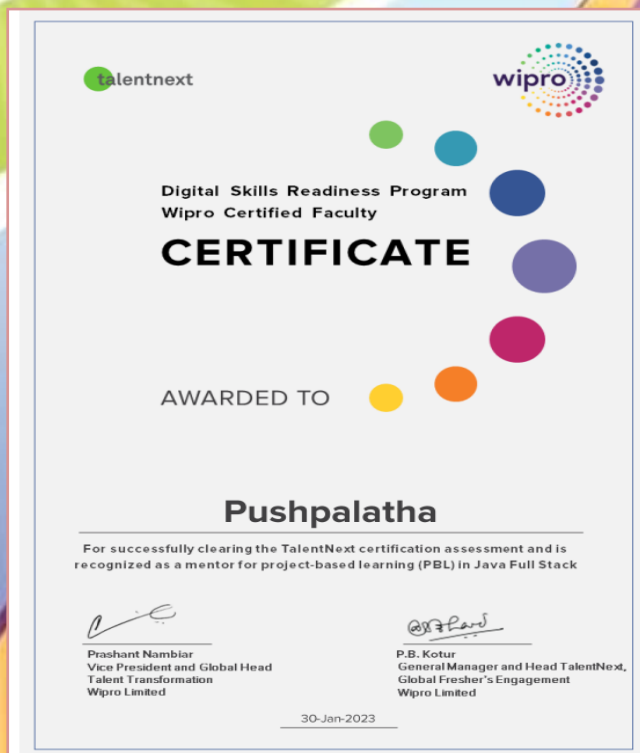 talentnext
wipro
Digital Skills Readiness Program
Wipro Certified Faculty
CERTIFICATE
AWARDED TO
Pushpalatha
For successfully clearing the TalentNext certification assessment and is
recognized as a mentor for project-based learning (PBL) in Java Full Stack
Prashant Nambiar
Vice President and Global Head
Talent Transformation
Wipro Limited
P.B. Kotur
General Manager and Head TalentNext,
Global Fresher's Engagement
Wipro Limited
30-Jan-2023